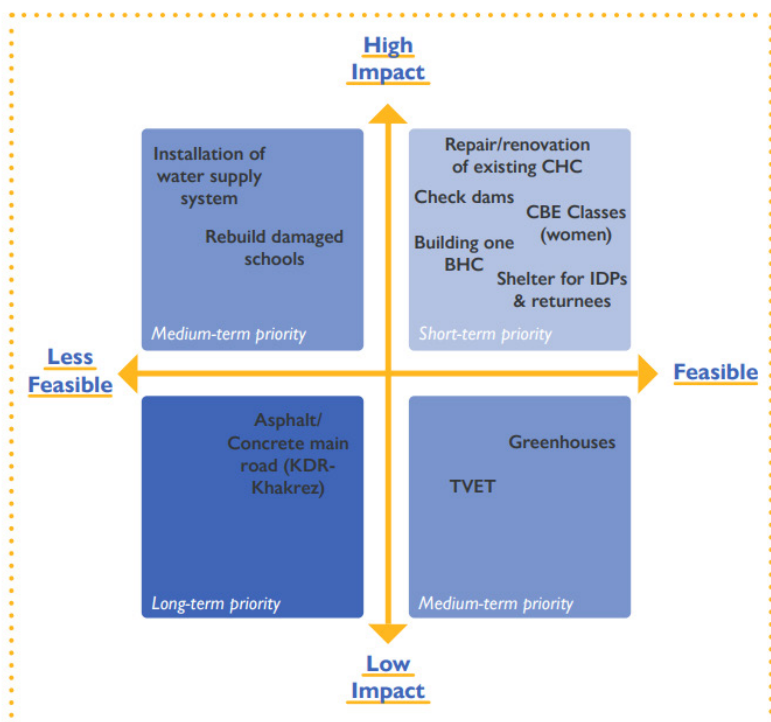 High
Impact
Installation of
water supply
system
Rebuild damaged
schools
Medium-term priority
Repair/renovation
of existing CHC
Check dams
CBE Classes
(women)
Building one
BHC
Shelter for IDPs
& returnees
Short-term priority
Less
Feasible
Feasible
Asphalt/
Concrete main
road (KDR-
Khakrez)
Long-term priority
Greenhouses
TVET
Medium-term priority
Low
Impact